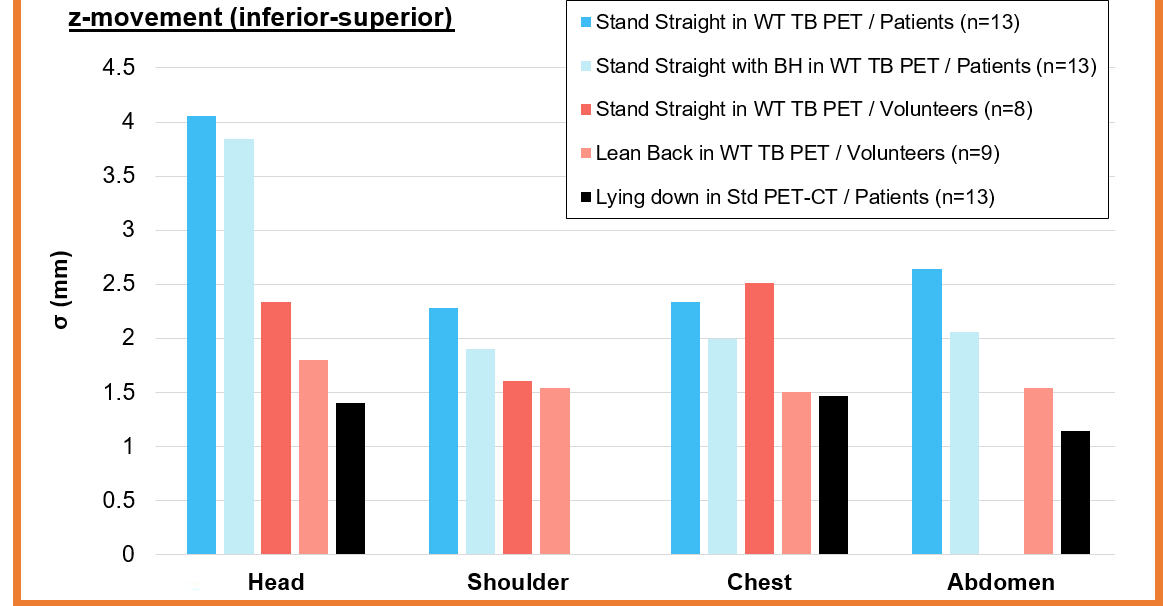 z-movement (inferior-superior)
Stand Straight in WT TB PET / Patients (n=13)
Stand Straight with BH in WT TB PET / Patients (n=13)
Stand Straight in WT TB PET / Volunteers (n=8)
Lean Back in WT TB PET / Volunteers (n=9)
Lying down in Std PET-CT / Patients (n=13)
σ (mm)
4.5
4
3.5
3
2.5
2
1.5
1
0.5
0
Head Shoulder Chest Abdomen